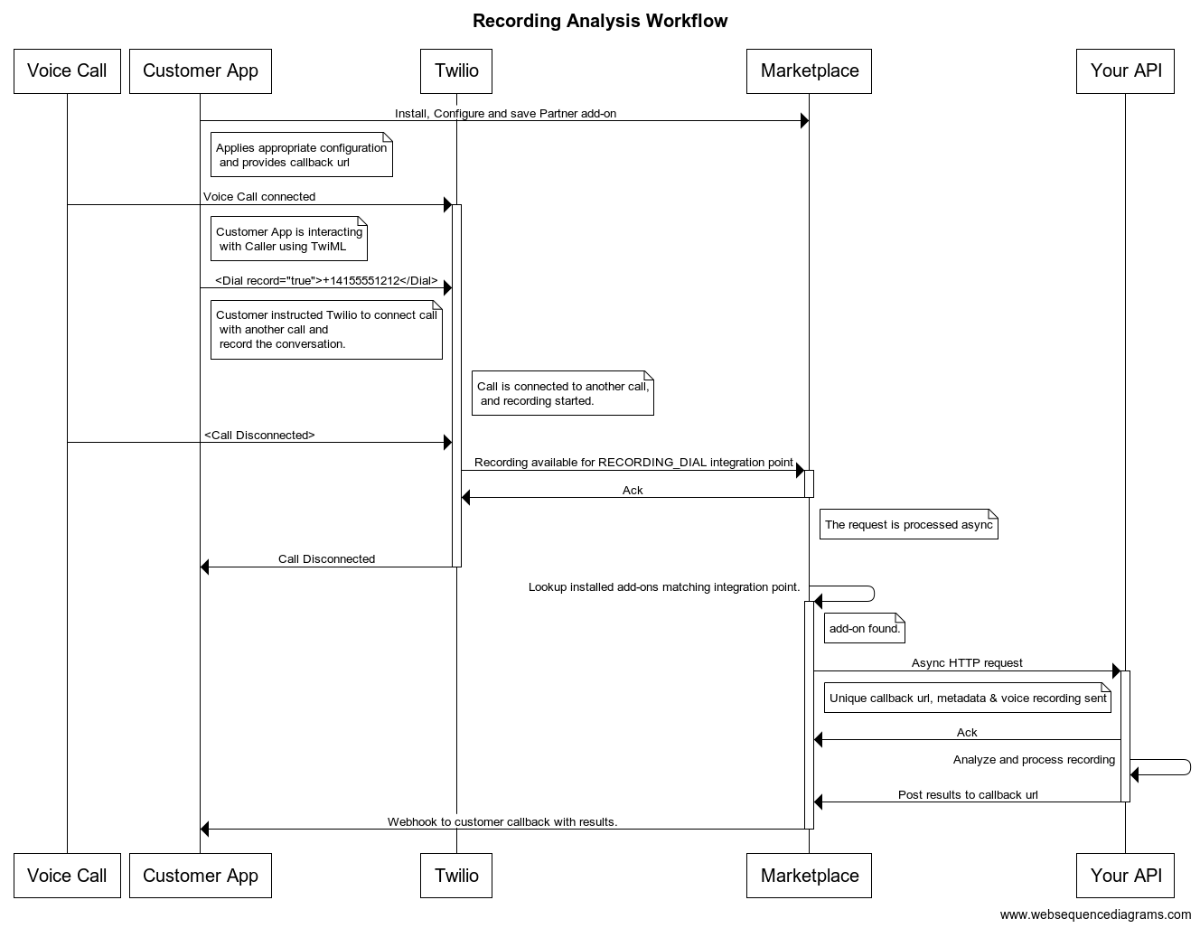 Recording Analysis Workflow
Voice Call
Customer App
Twilio
Marketplace
Your API
Install, Configure and save Partner add-on
Applies appropriate configuration
and provides callback url
Voice Call connected
Customer App is interacting
with Caller using TwiML
<Dial record="true">+14155551212</Dial>
Customer instructed Twilio to connect call
with another call and
record the conversation.
Call is connected to another call,
and recording started.
<Call Disconnected>
Recording available for RECORDING_DIAL integration point
Ack
The request is processed async
Call Disconnected
Lookup installed add-ons matching integration point.
add-on found.
Async HTTP request
Unique callback url, metadata & voice recording sent
Ack
Analyze and process recording
Post results to callback url
Webhook to customer callback with results.
Voice Call
Customer App
Twilio
Marketplace
Your API
www.websequencediagrams.com